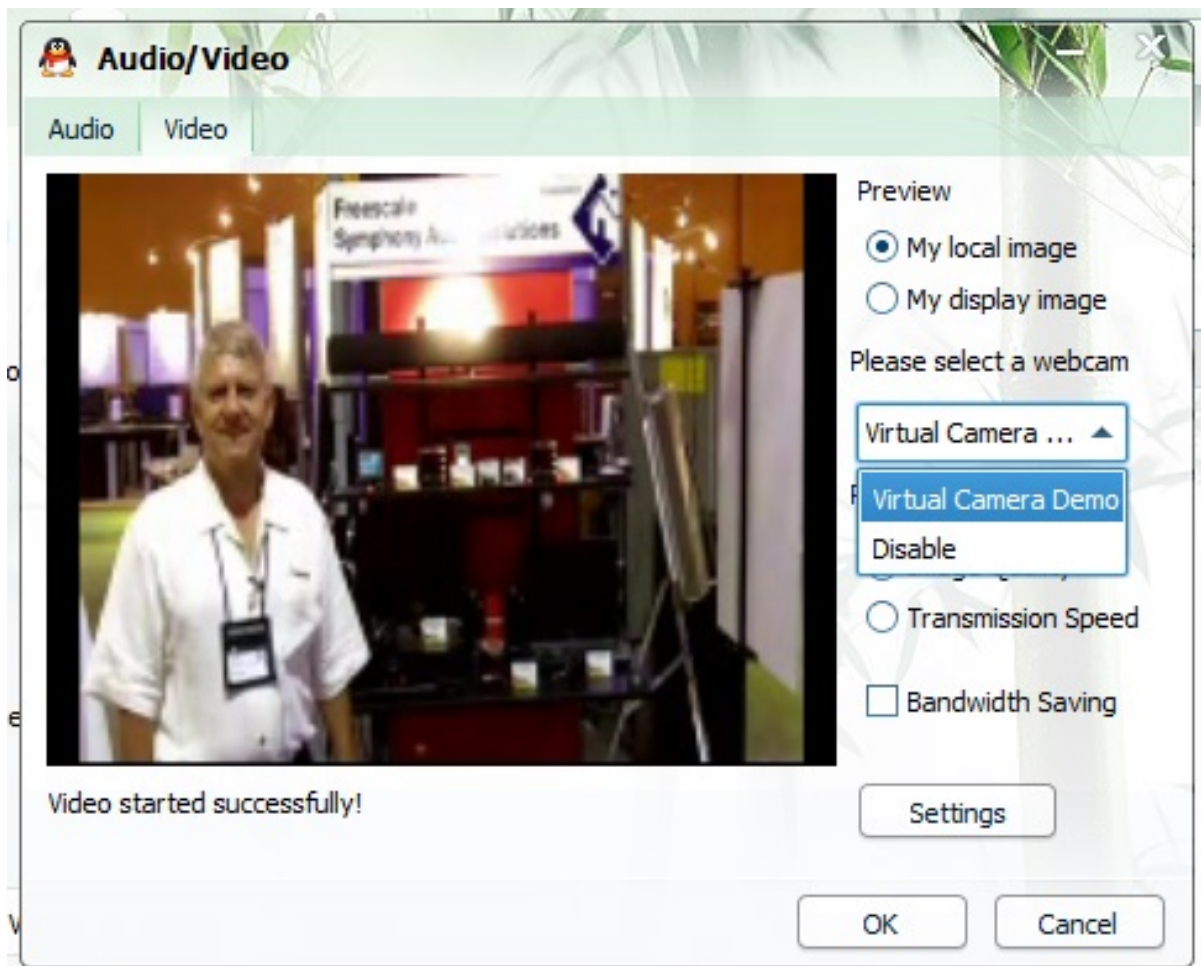 Audio/Video
Audio
Video
Freescale
Symphony
Preview
My local image
My display image
Please select a webcam
Virtual Camera ...
Virtual Camera Demo
Disable
Transmission Speed
Bandwidth Saving
Video started successfully!
Settings
OK
Cancel